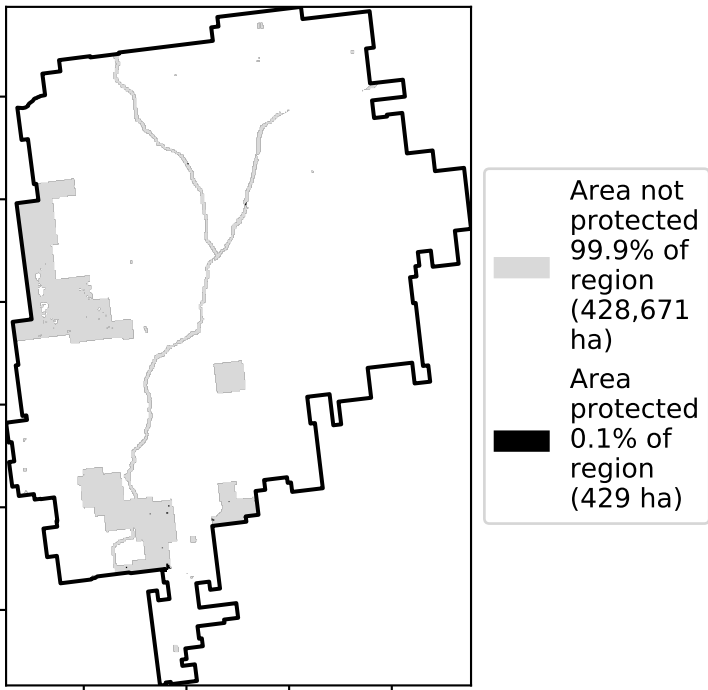 Area not
protected
99.9% of
region
(428,671
ha)
Area
protected
0.1% of
region
(429 ha)